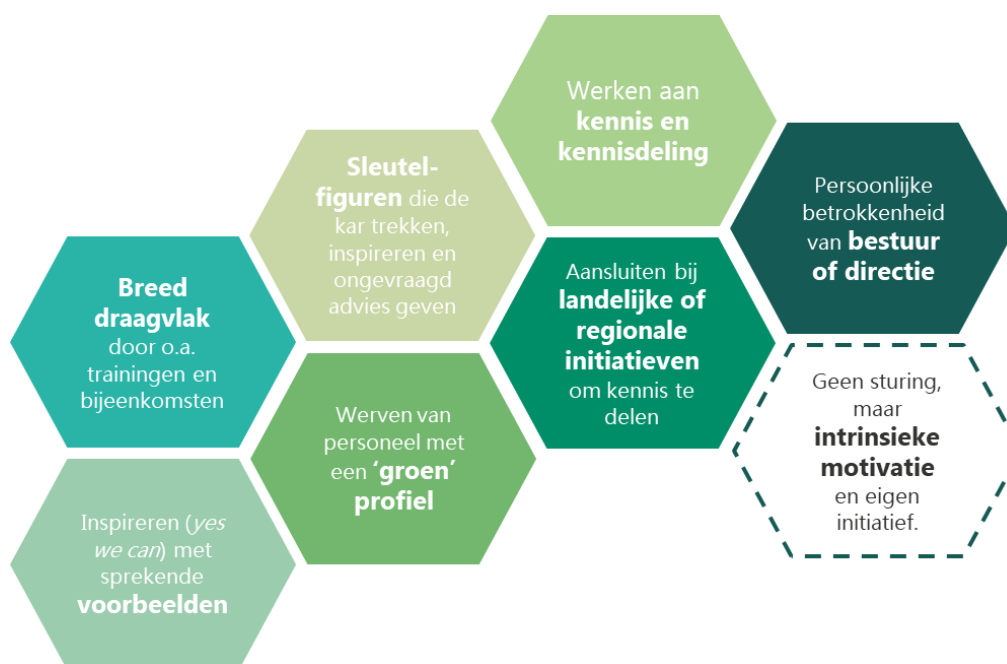 Breed
draagvlak
door o.a.
trainingen en
bijeenkomsten
Inspireren (yes
we can) met
sprekende
voorbeelden
Sleutel-
figuren die de
kar trekken,
inspireren en
ongevraagd
advies geven
Werven van
personeel met
een ‘groen’
profiel
Werken aan
kennis en
kennisdeling
Aansluiten bij
landelijke of
regionale
initiatieven
om kennis te
delen
Persoonlijke
betrokkenheid
van bestuur
of directie
Geen sturing,
maar
intrinsieke
motivatie
en eigen
initiatief.